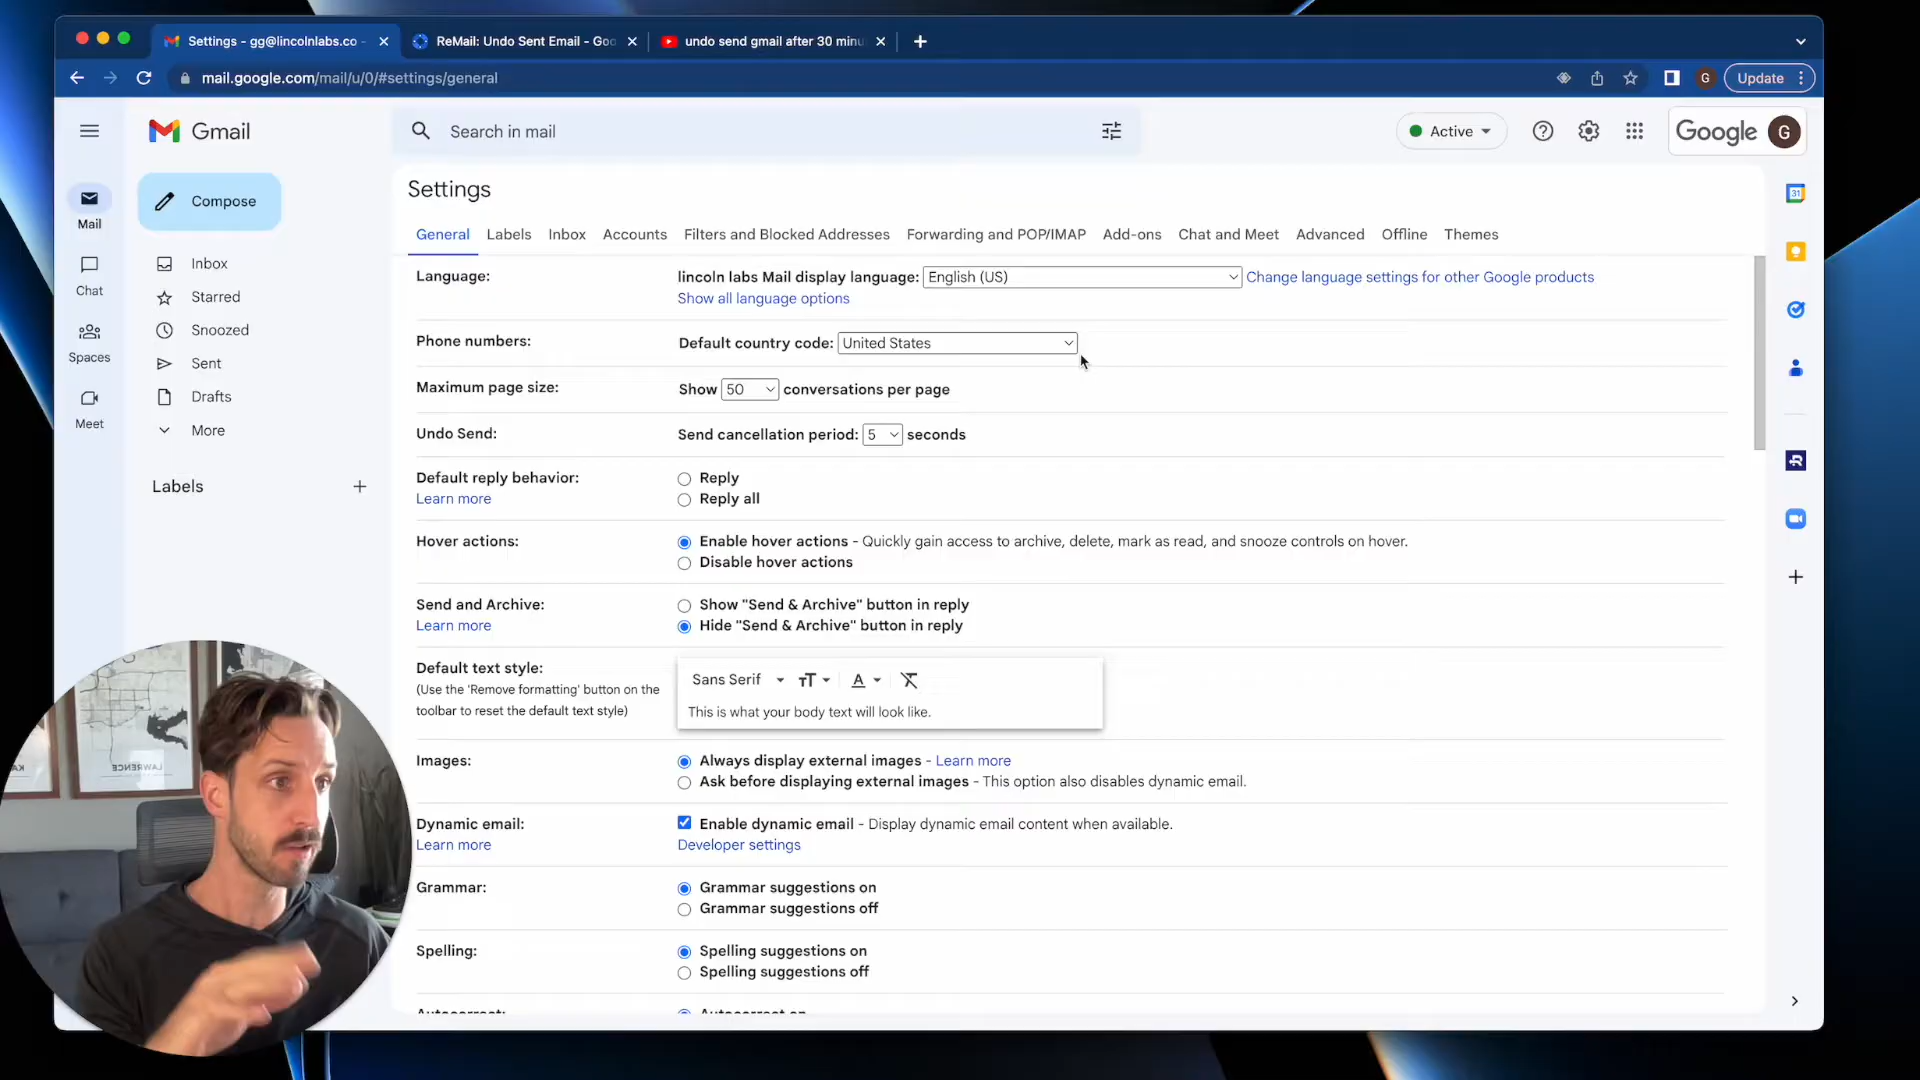 Settings - gg@lincolnlabs.co -
ReMail: Undo Sent Email - Goo
undo send gmail after 30 minu
mail.google.com/mail/u/0/#settings/general
G
Update
Gmail
Search in mail
Active
Google
G
Mail
Chat
Spaces
Meet
Compose
Inbox
Starred
Snoozed
Sent
Drafts
More
Labels
Settings
General Labels Inbox Accounts Filters and Blocked Addresses Forwarding and POP/IMAP Add-ons Chat and Meet Advanced Offline Themes
Language:
lincoln labs Mail display language: English (US) Change language settings for other Google products
Show all language options
Phone numbers:
Default country code: United States
Maximum page size:
Show 50 conversations per page
Undo Send:
Send cancellation period: 5 seconds
Default reply behavior:
Learn more
Reply
Reply all
Hover actions:
Enable hover actions - Quickly gain access to archive, delete, mark as read, and snooze controls on hover.
Disable hover actions
Send and Archive:
Learn more
Show "Send & Archive" button in reply
Hide "Send & Archive" button in reply
Default text style:
(Use the 'Remove formatting' button on the
toolbar to reset the default text style)
Sans Serif
This is what your body text will look like.
Images:
Always display external images - Learn more
Ask before displaying external images - This option also disables dynamic email.
Dynamic email:
Learn more
Enable dynamic email - Display dynamic email content when available.
Developer settings
Grammar:
Grammar suggestions on
Grammar suggestions off
Spelling:
Spelling suggestions on
Spelling suggestions off
Autocorrect:
Autocorrect on
31
R
LAWRENCE